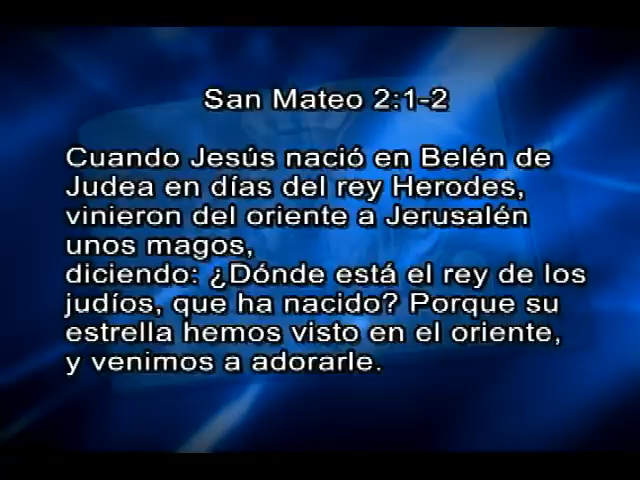 San Mateo 2:1-2
Cuando Jesús nació en Belén de
Judea en días del rey Herodes,
vinieron del oriente a Jerusalén
unos magos,
diciendo: ¿Dónde está el rey de los
judíos, que ha nacido? Porque su
estrella hemos visto en el oriente,
y venimos a adorarle.